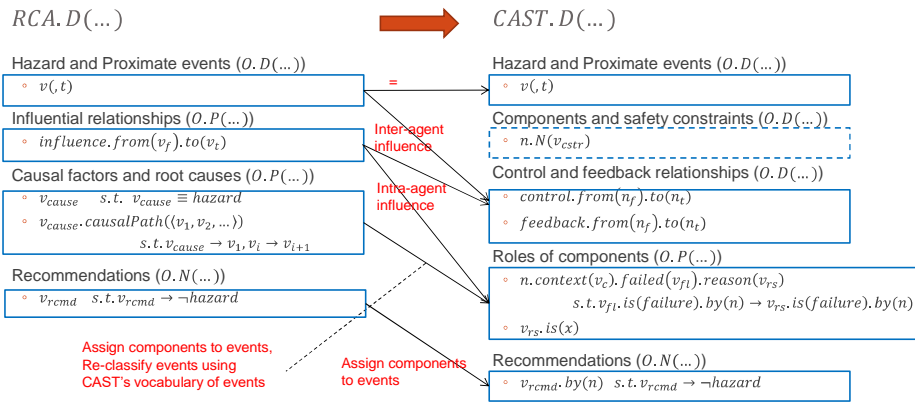 RCA.D(...)
CAST.D(...)
Hazard and Proximate events (O.D(...))
◦ v(,t)
Influential relationships (O.P(...))
◦ influence.from(v_f).to(v_t)
Causal factors and root causes (O.P(...))
◦ v_cause s.t. v_cause ≡ hazard
◦ v_cause.causalPath(⟨v_1, v_2, ...⟩)
s.t. v_cause → v_1, v_i → v_{i+1}
Recommendations (O.N(...))
◦ v_rcmd s.t. v_rcmd → ¬hazard
=
Inter-agent
influence
Intra-agent
influence
Assign components to events,
Re-classify events using
CAST's vocabulary of events
Assign components
to events
Hazard and Proximate events (O.D(...))
◦ v(,t)
Components and safety constraints (O.D(...))
◦ n.N(v_cstr)
Control and feedback relationships (O.D(...))
◦ control.from(n_f).to(n_t)
◦ feedback.from(n_f).to(n_t)
Roles of components (O.P(...))
◦ n.context(v_c).failed(v_fl).reason(v_rs)
s.t. v_fl.is(failure).by(n) → v_rs.is(failure).by(n)
◦ v_rs.is(x)
Recommendations (O.N(...))
◦ v_rcmd.by(n) s.t. v_rcmd → ¬hazard